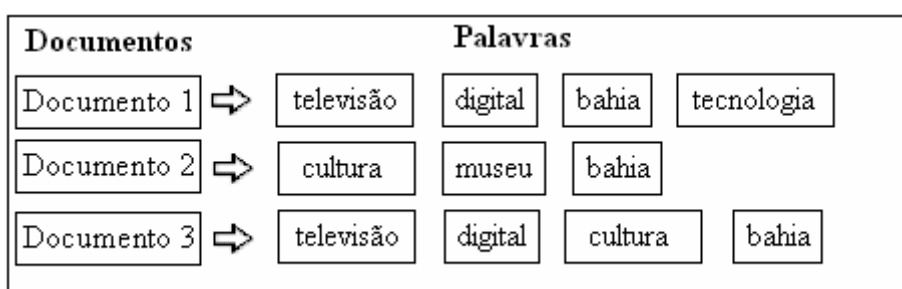 Documentos Palavras
Documento 1 televisão digital bahia tecnologia
Documento 2 cultura museu bahia
Documento 3 televisão digital cultura bahia